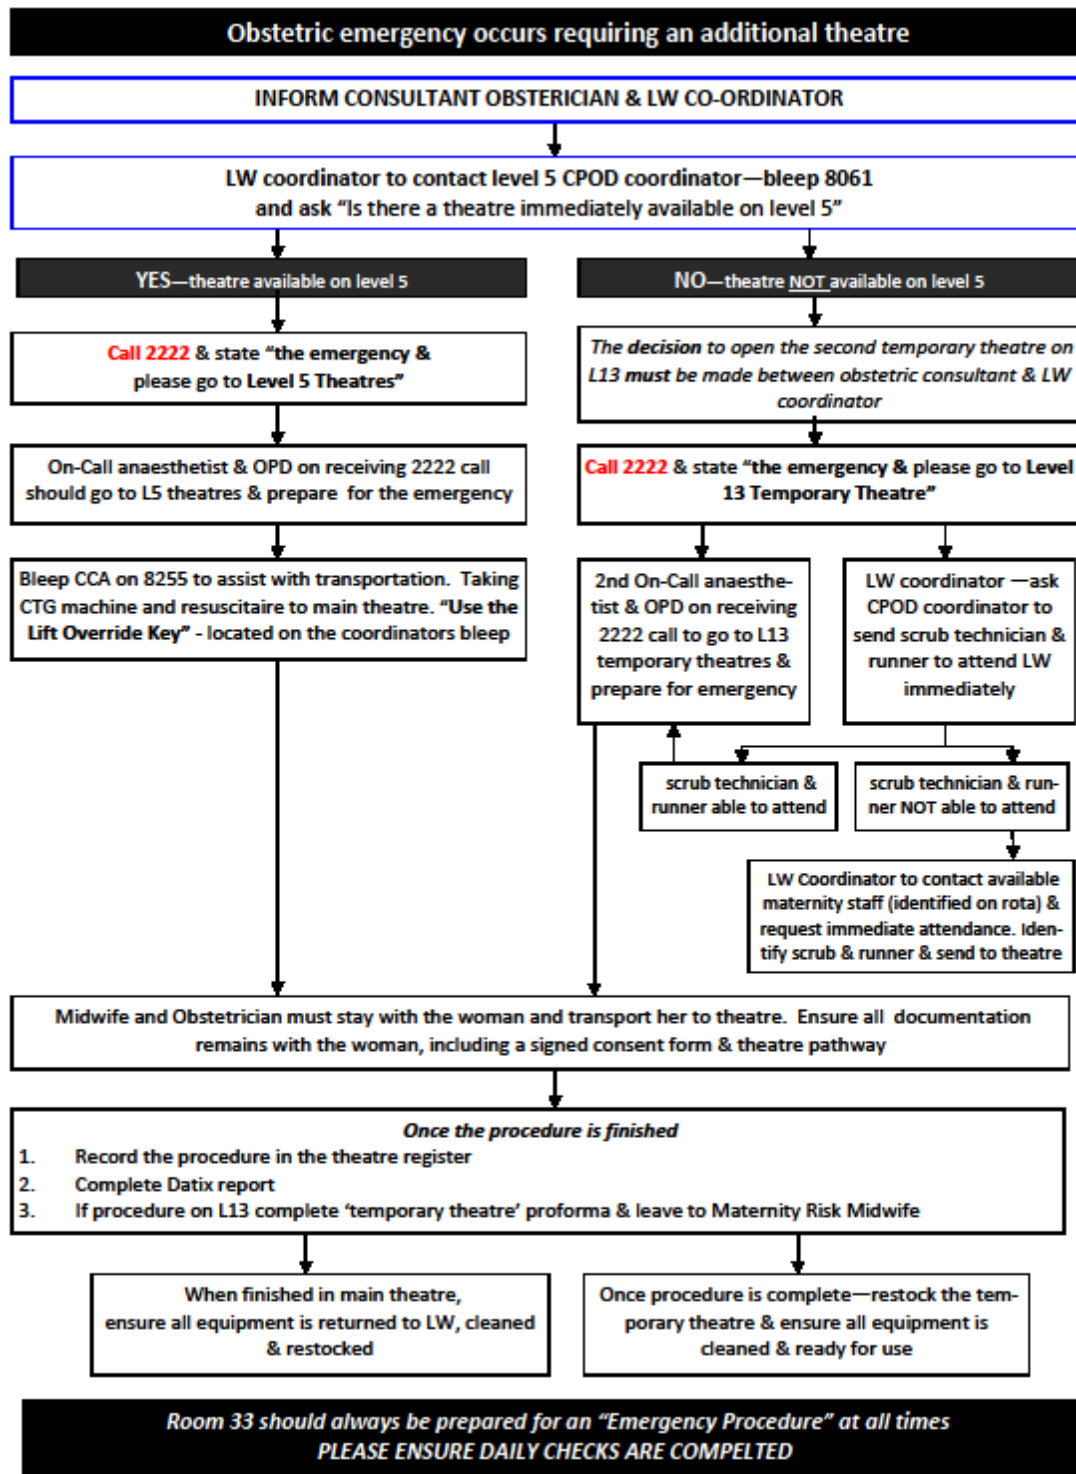 Obstetric emergency occurs requiring an additional theatre
INFORM CONSULTANT OBSTERICIAN & LW CO-ORDINATOR
LW coordinator to contact level 5 CPOD coordinator—bleep 8061
and ask “Is there a theatre immediately available on level 5”
YES—theatre available on level 5
Call 2222 & state “the emergency &
please go to Level 5 Theatres”
On-Call anaesthetist & OPD on receiving 2222 call
should go to L5 theatres & prepare for the emergency
Bleep CCA on 8255 to assist with transportation. Taking
CTG machine and resuscitaire to main theatre. “Use the
Lift Override Key” - located on the coordinators bleep
NO—theatre NOT available on level 5
The decision to open the second temporary theatre on
L13 must be made between obstetric consultant & LW
coordinator
Call 2222 & state “the emergency & please go to Level
13 Temporary Theatre”
2nd On-Call anaesthe-
tist & OPD on receiving
2222 call to go to L13
temporary theatres &
prepare for emergency
LW coordinator —ask
CPOD coordinator to
send scrub technician &
runner to attend LW
immediately
scrub technician &
runner able to attend
scrub technician & run-
ner NOT able to attend
LW Coordinator to contact available
maternity staff (identified on rota) &
request immediate attendance. Iden-
tify scrub & runner & send to theatre
Midwife and Obstetrician must stay with the woman and transport her to theatre. Ensure all documentation
remains with the woman, including a signed consent form & theatre pathway
Once the procedure is finished
1. Record the procedure in the theatre register
2. Complete Datix report
3. If procedure on L13 complete ‘temporary theatre’ proforma & leave to Maternity Risk Midwife
When finished in main theatre,
ensure all equipment is returned to LW, cleaned
& restocked
Once procedure is complete—restock the tem-
porary theatre & ensure all equipment is
cleaned & ready for use
Room 33 should always be prepared for an “Emergency Procedure” at all times
PLEASE ENSURE DAILY CHECKS ARE COMPELTED